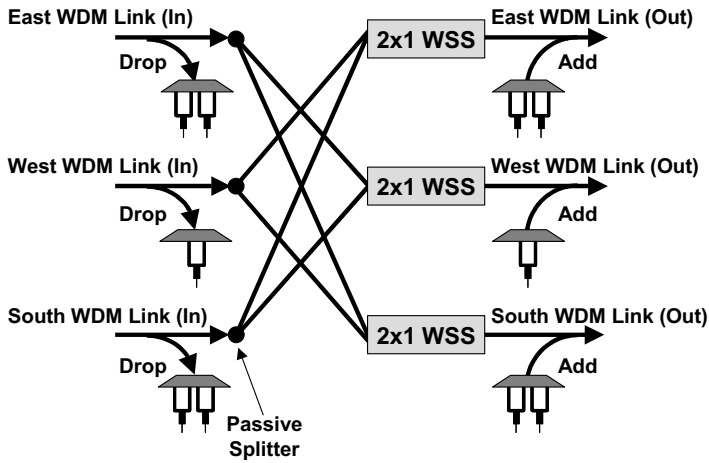 East WDM Link (In)
2x1 WSS
East WDM Link (Out)
Drop
Add
West WDM Link (In)
2x1 WSS
West WDM Link (Out)
Drop
Add
South WDM Link (In)
2x1 WSS
South WDM Link (Out)
Drop
Add
Passive
Splitter